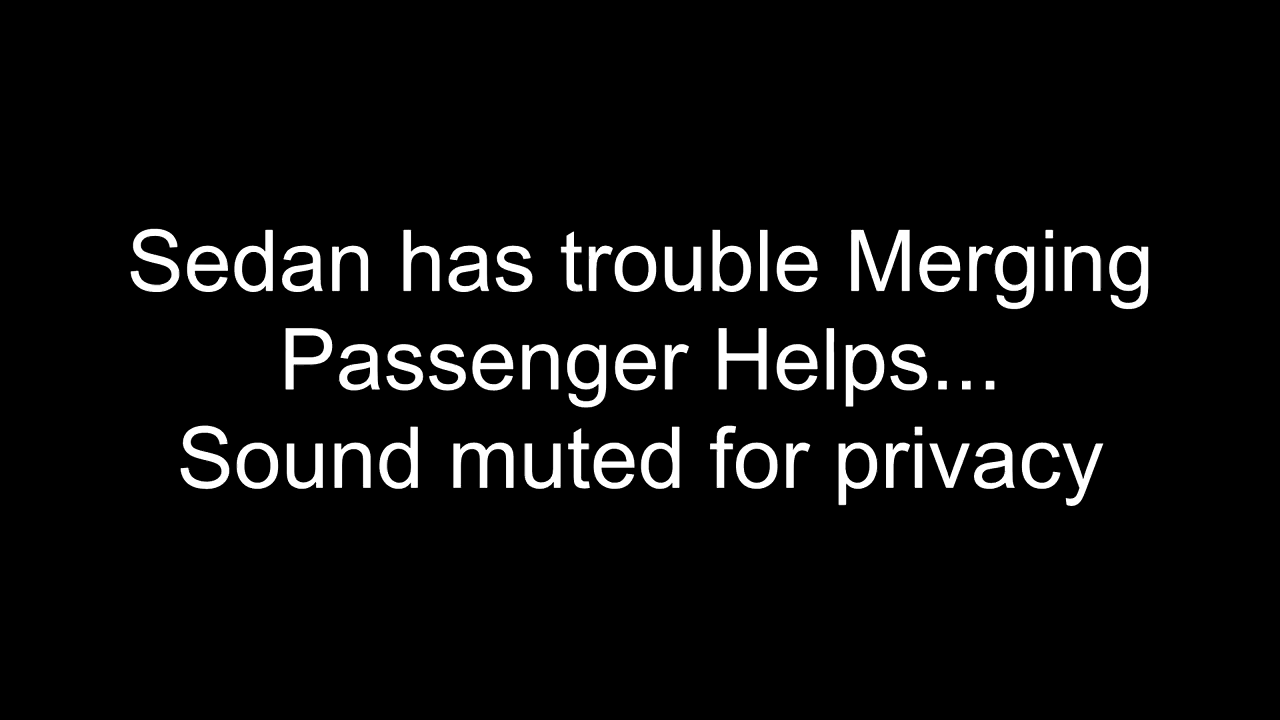 Sedan has trouble Merging
Passenger Helps...
Sound muted for privacy